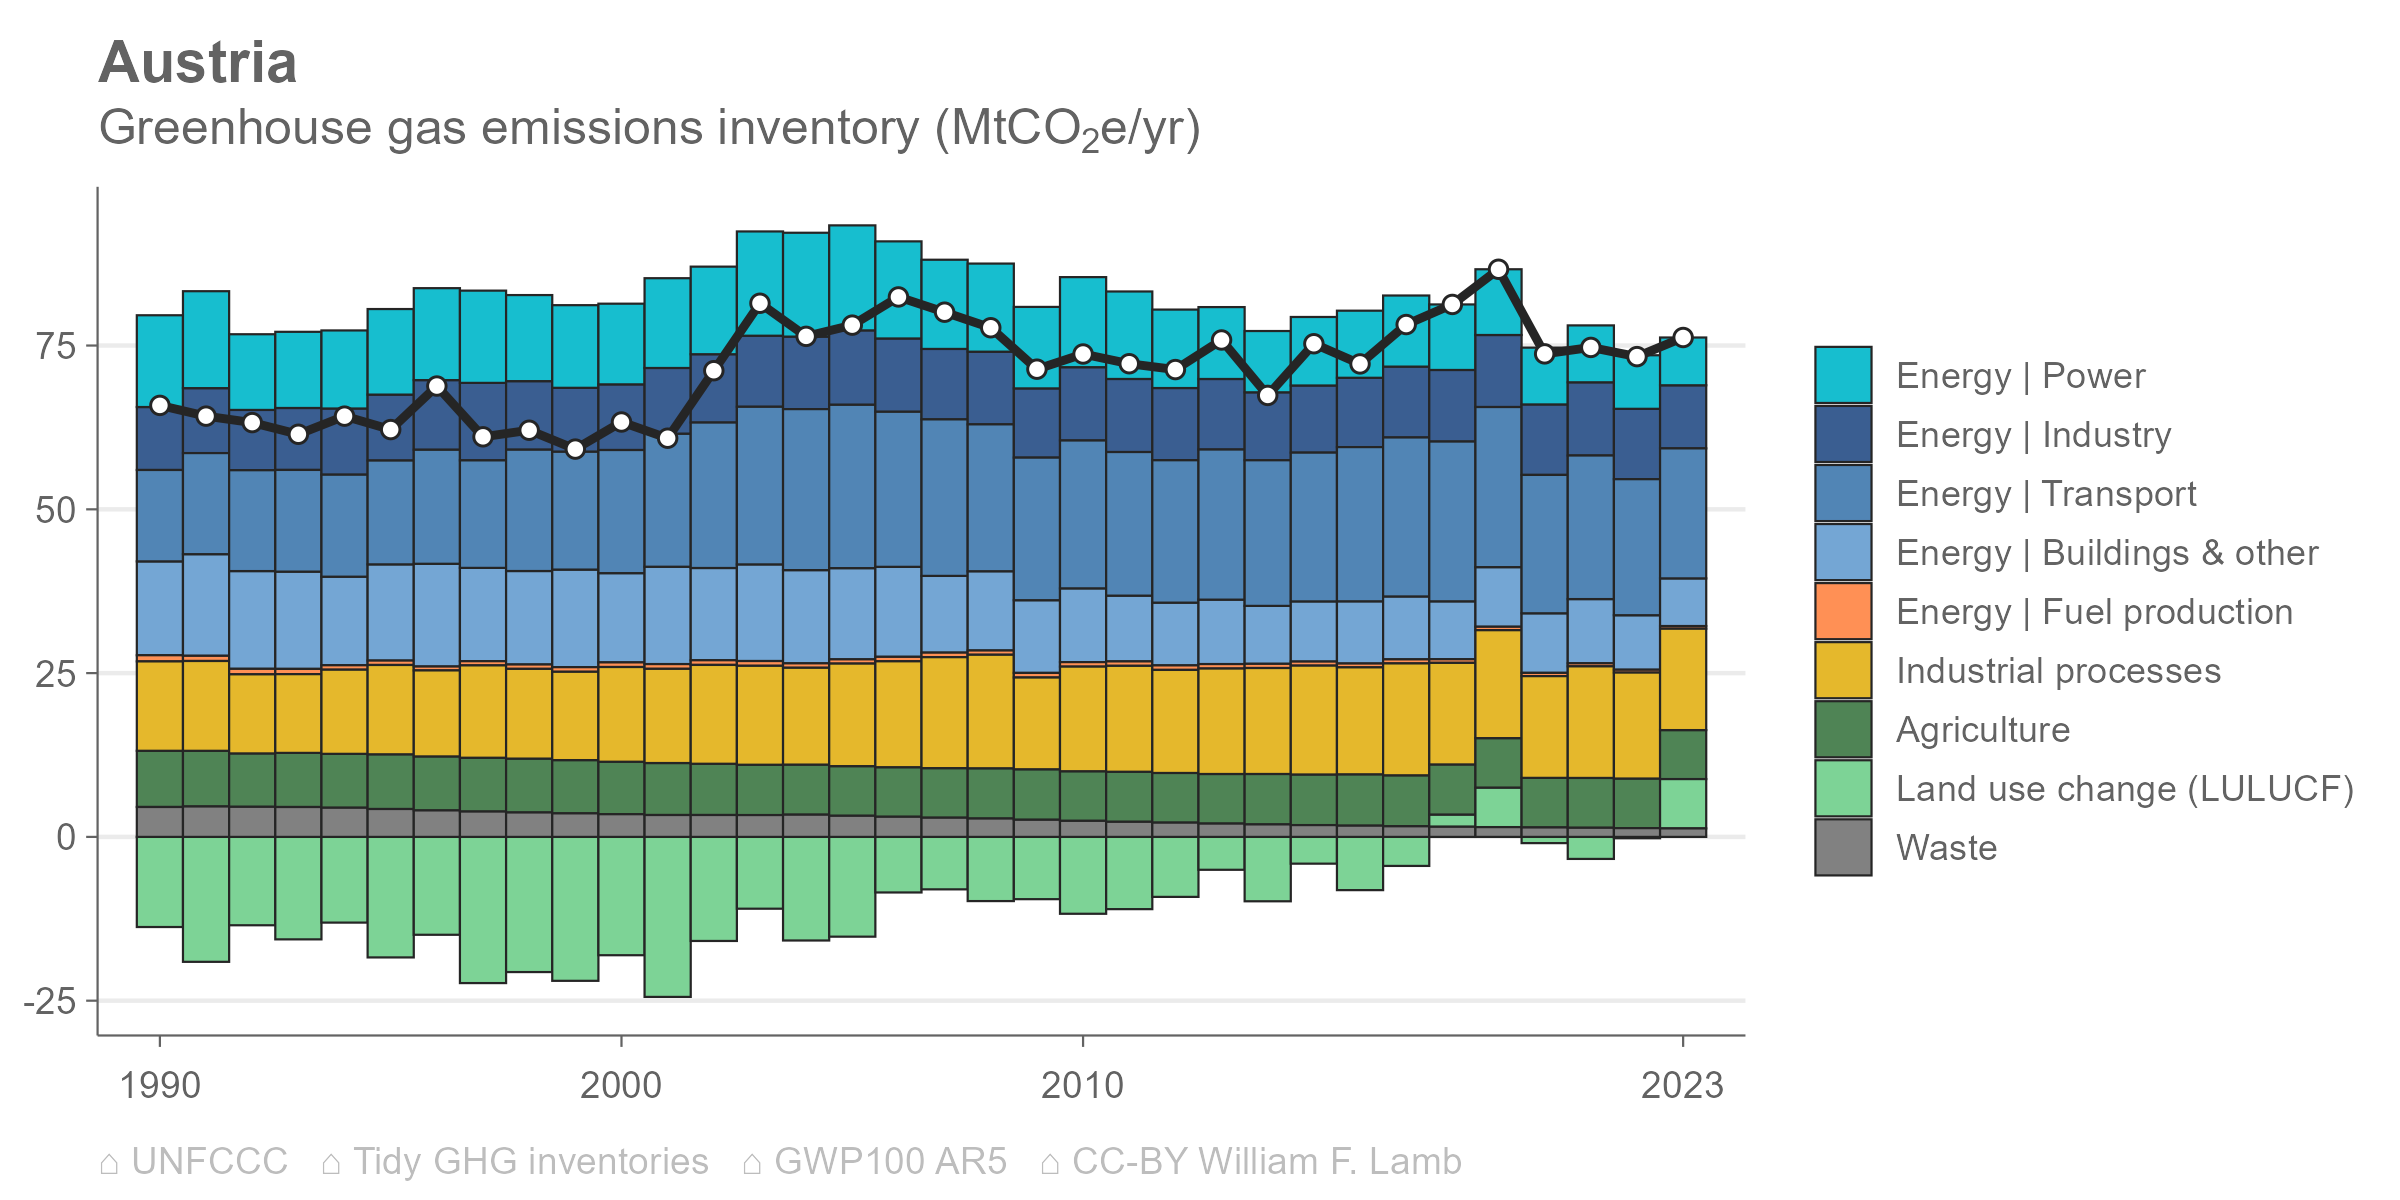 Austria
Greenhouse gas emissions inventory (MtCO₂e/yr)
75
50
25
0
-25
1990
2000
2010
2023
Energy | Power
Energy | Industry
Energy | Transport
Energy | Buildings & other
Energy | Fuel production
Industrial processes
Agriculture
Land use change (LULUCF)
Waste
⌂ UNFCCC ⌂ Tidy GHG inventories ⌂ GWP100 AR5 ⌂ CC-BY William F. Lamb